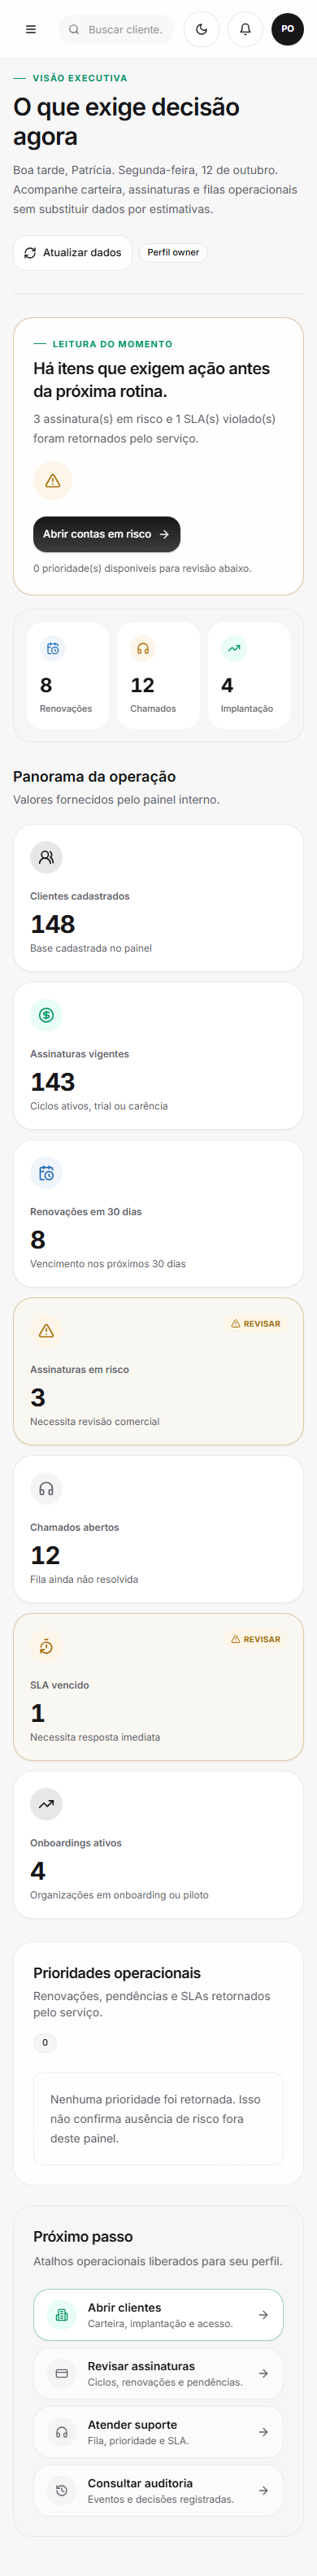 Buscar cliente.
PO
VISÃO EXECUTIVA
O que exige decisão
agora
Boa tarde, Patrícia. Segunda-feira, 12 de outubro.
Acompanhe carteira, assinaturas e filas operacionais
sem substituir dados por estimativas.
Atualizar dados
Perfil owner
LEITURA DO MOMENTO
Há itens que exigem ação antes
da próxima rotina.
3 assinatura(s) em risco e 1 SLA(s) violado(s)
foram retornados pelo serviço.
Abrir contas em risco
0 prioridade(s) disponíveis para revisão abaixo.
8
Renovações
12
Chamados
4
Implantação
Panorama da operação
Valores fornecidos pelo painel interno.
Clientes cadastrados
148
Base cadastrada no painel
Assinaturas vigentes
143
Ciclos ativos, trial ou carência
Renovações em 30 dias
8
Vencimento nos próximos 30 dias
REVISAR
Assinaturas em risco
3
Necessita revisão comercial
Chamados abertos
12
Fila ainda não resolvida
REVISAR
SLA vencido
1
Necessita resposta imediata
Onboardings ativos
4
Organizações em onboarding ou piloto
Prioridades operacionais
Renovações, pendências e SLAs retornados
pelo serviço.
0
Nenhuma prioridade foi retornada. Isso
não confirma ausência de risco fora
deste painel.
Próximo passo
Atalhos operacionais liberados para seu perfil.
Abrir clientes
Carteira, implantação e acesso.
Revisar assinaturas
Ciclos, renovações e pendências.
Atender suporte
Fila, prioridade e SLA.
Consultar auditoria
Eventos e decisões registradas.